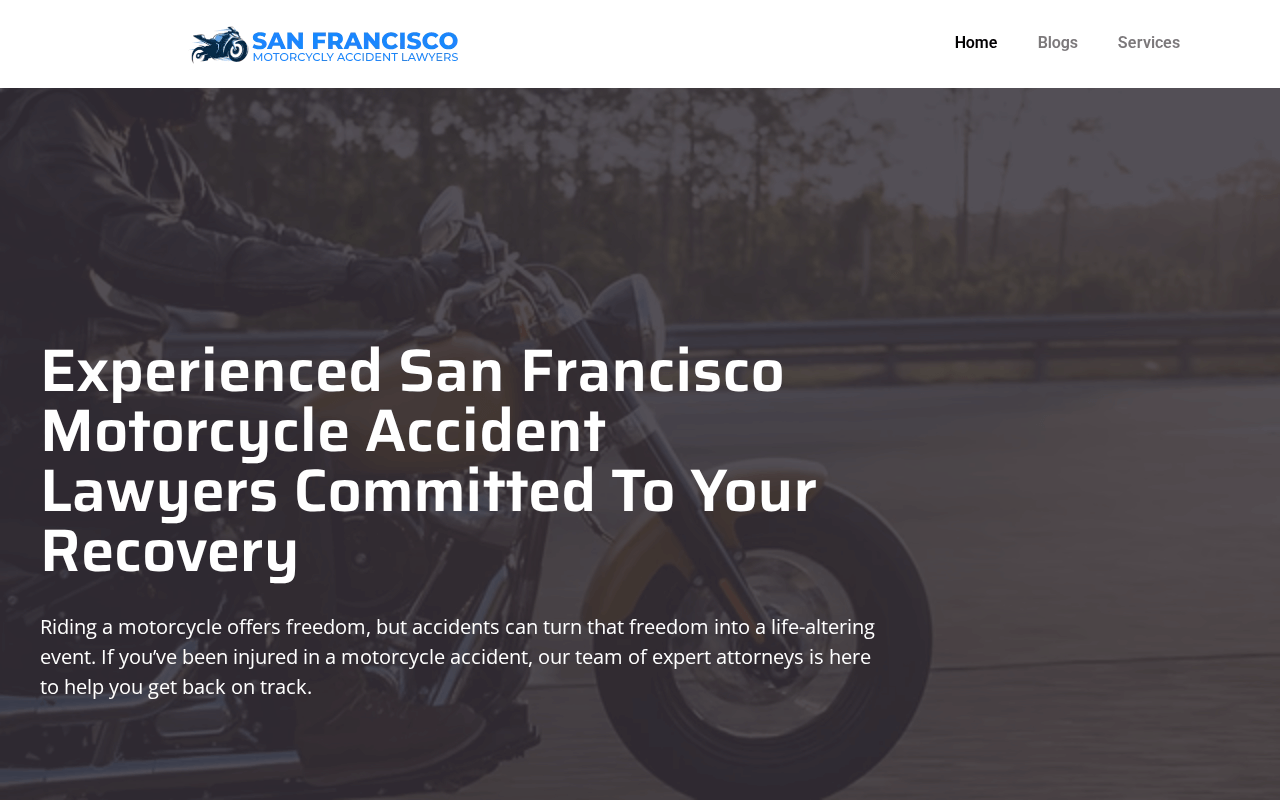 SAN FRANCISCO
MOTORCYCLY ACCIDENT LAWYERS
Home
Blogs
Services
Experienced San Francisco
Motorcycle Accident
Lawyers Committed To Your
Recovery
Riding a motorcycle offers freedom, but accidents can turn that freedom into a life-altering
event. If you’ve been injured in a motorcycle accident, our team of expert attorneys is here
to help you get back on track.